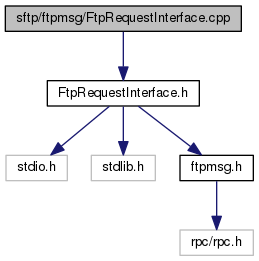 sftp/ftpmsg/FtpRequestInterface.cpp
FtpRequestInterface.h
stdio.h
stdlib.h
ftpmsg.h
rpc/rpc.h